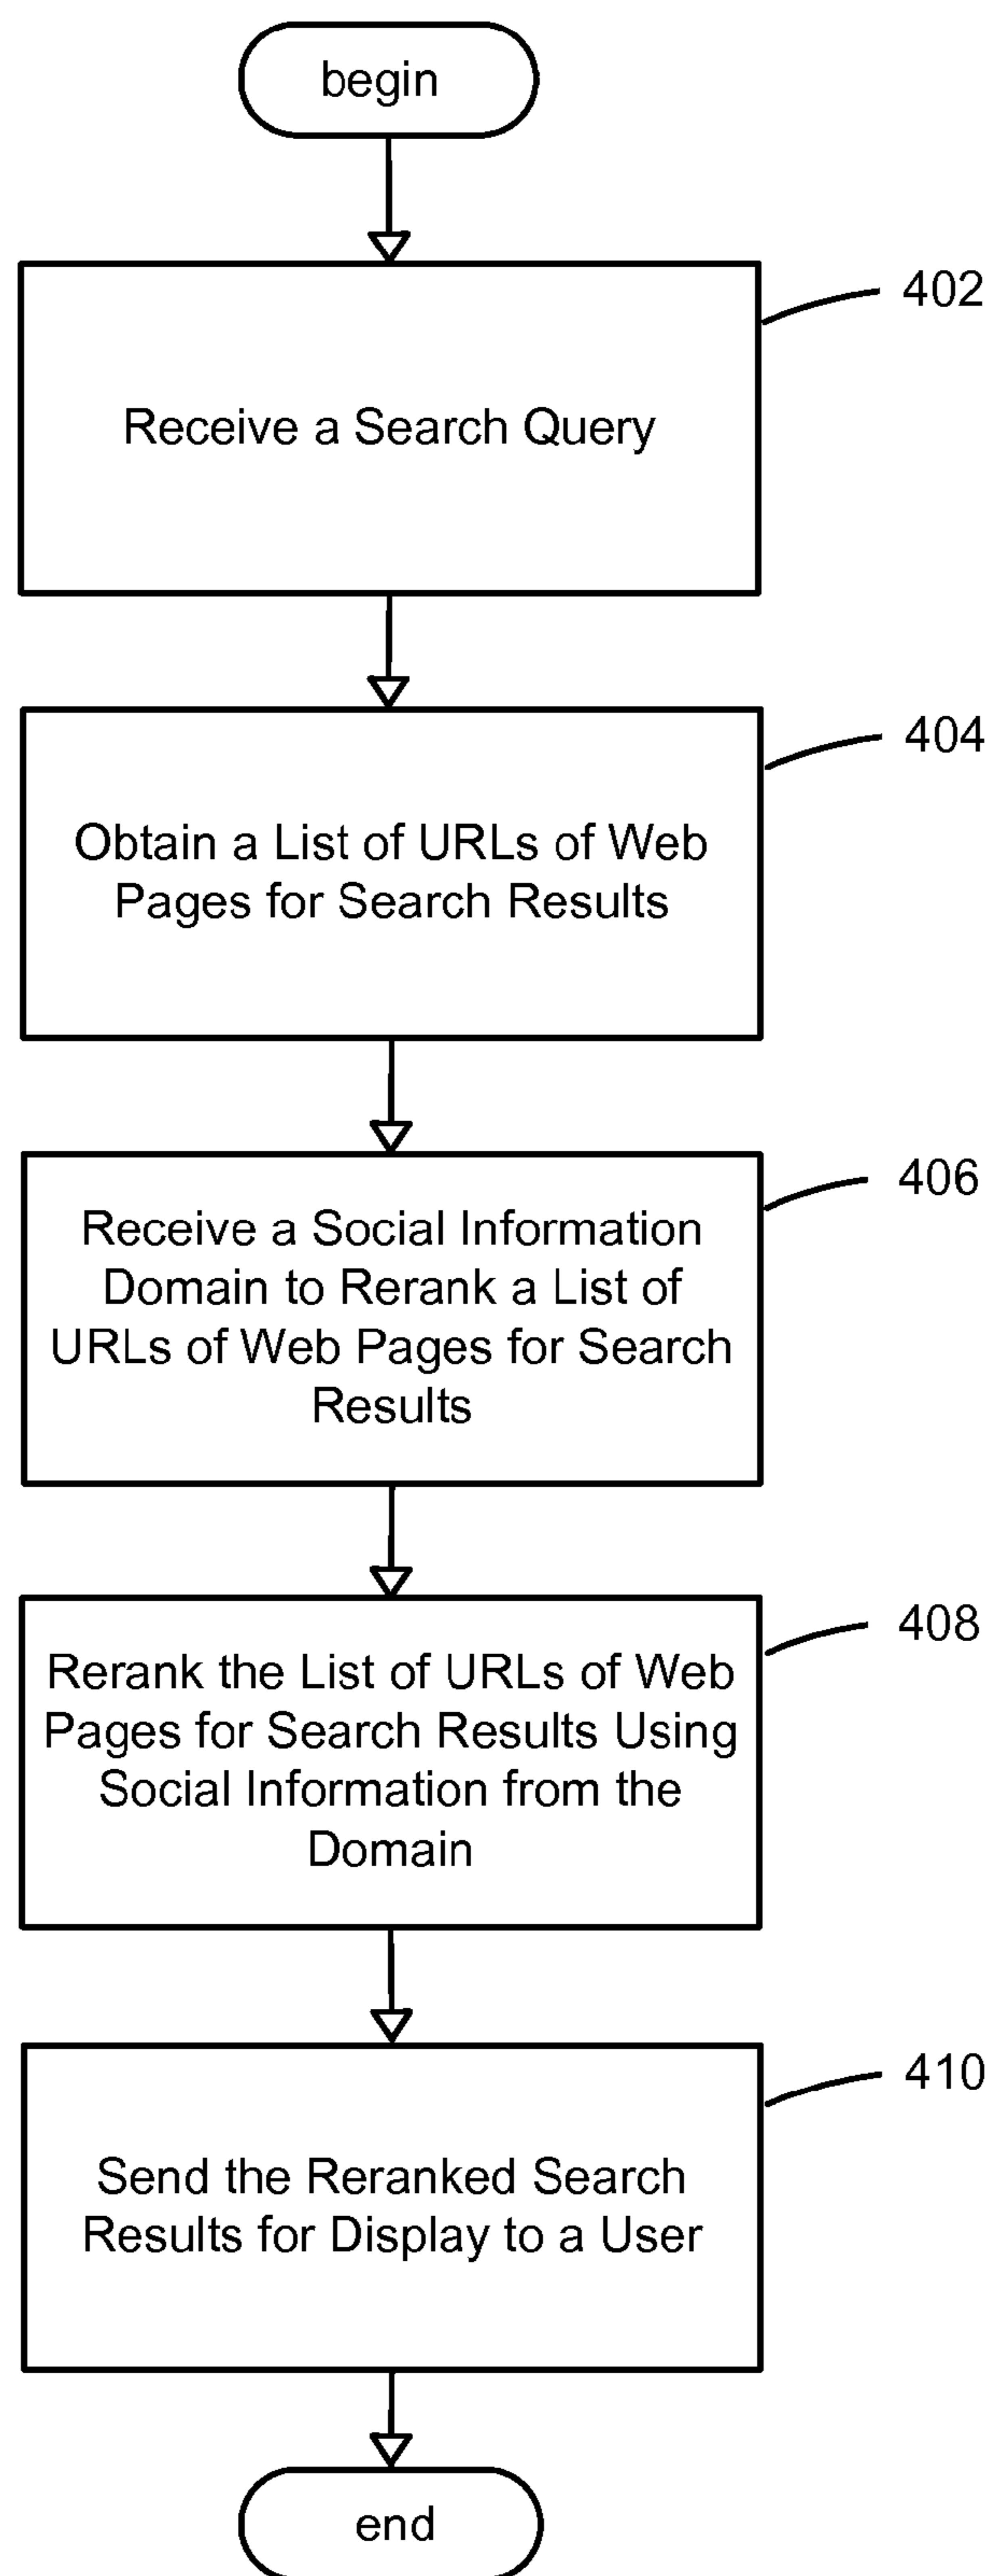 begin
402
Receive a Search Query
404
Obtain a List of URLs of Web
Pages for Search Results
406
Receive a Social Information
Domain to Rerank a List of
URLs of Web Pages for Search
Results
408
Rerank the List of URLs of Web
Pages for Search Results Using
Social Information from the
Domain
410
Send the Reranked Search
Results for Display to a User
end